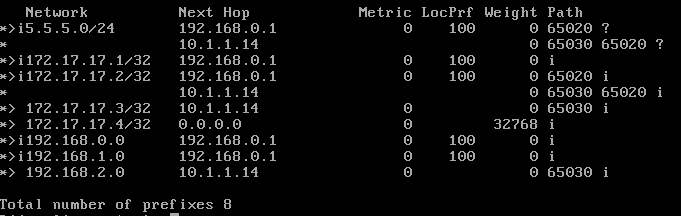 Network          Next Hop            Metric LocPrf Weight Path
*>i5.5.5.0/24       192.168.0.1              0    100      0 65020 ?
*                   10.1.1.14                              0 65030 65020 ?
*>i172.17.17.1/32   192.168.0.1              0    100      0 i
*>i172.17.17.2/32   192.168.0.1              0    100      0 65020 i
*                   10.1.1.14                              0 65030 65020 i
*> 172.17.17.3/32   10.1.1.14                0             0 65030 i
*> 172.17.17.4/32   0.0.0.0                  0         32768 i
*>i192.168.0.0      192.168.0.1              0    100      0 i
*>i192.168.1.0      192.168.0.1              0    100      0 i
*> 192.168.2.0      10.1.1.14                0             0 65030 i
Total number of prefixes 8